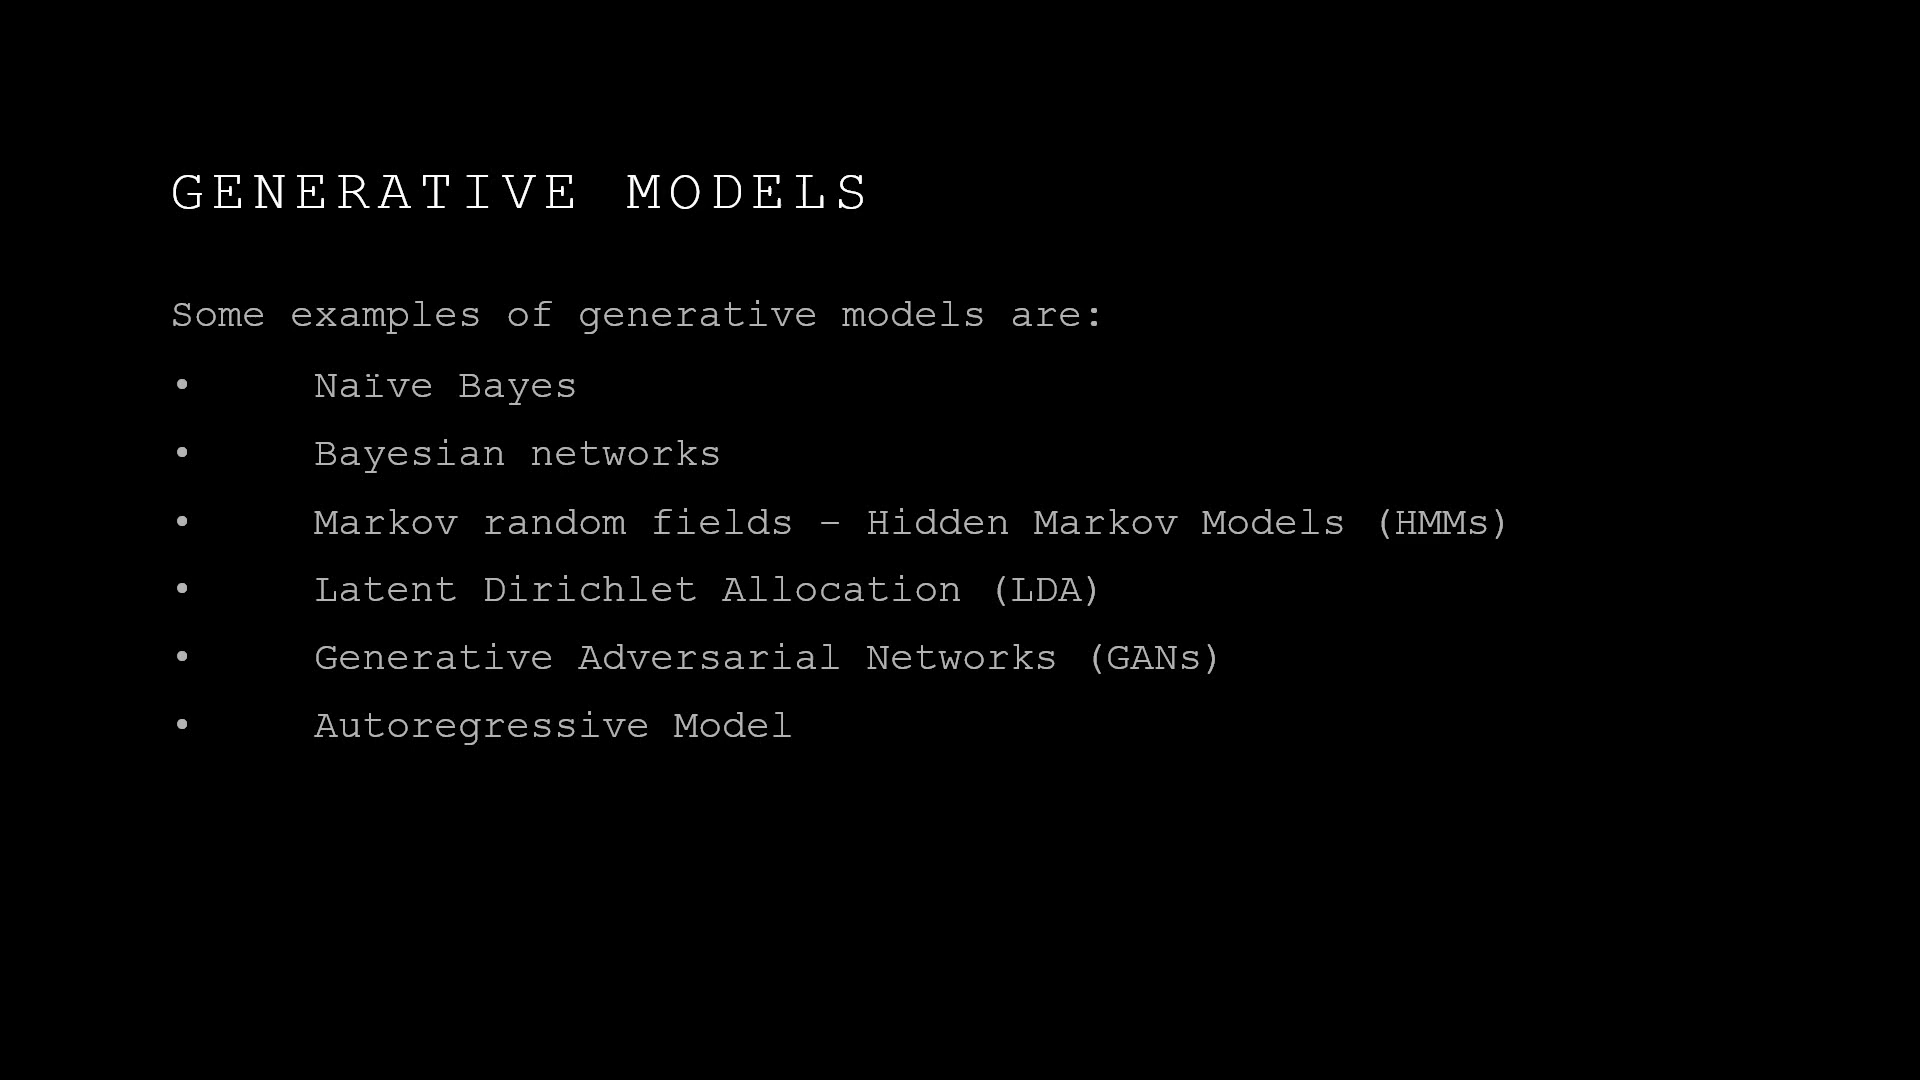 GENERATIVE MODELS
Some examples of generative models are:
• Naïve Bayes
• Bayesian networks
• Markov random fields – Hidden Markov Models (HMMs)
• Latent Dirichlet Allocation (LDA)
• Generative Adversarial Networks (GANs)
• Autoregressive Model